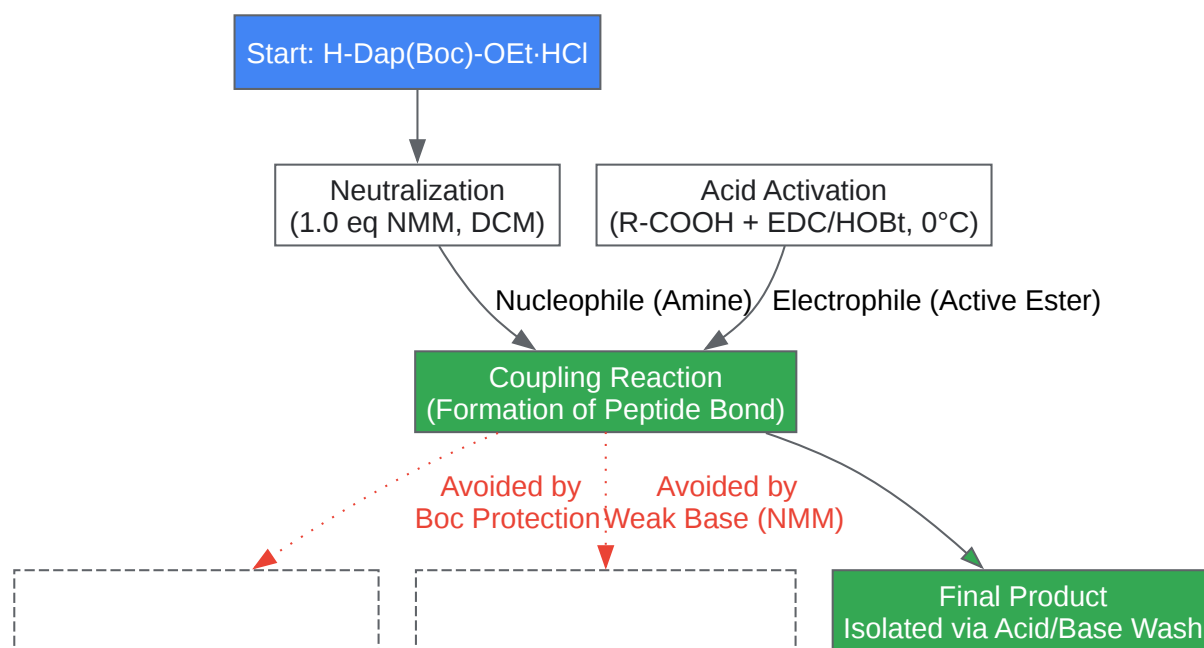 Start: H-Dap(Boc)-OEt·HCl
Neutralization
(1.0 eq NMM, DCM)
Acid Activation
(R-COOH + EDC/HOBt, 0°C)
Nucleophile (Amine)
Electrophile (Active Ester)
Coupling Reaction
(Formation of Peptide Bond)
Avoided by
Boc Protection
Avoided by
Weak Base (NMM)
Final Product
Isolated via Acid/Base Wash